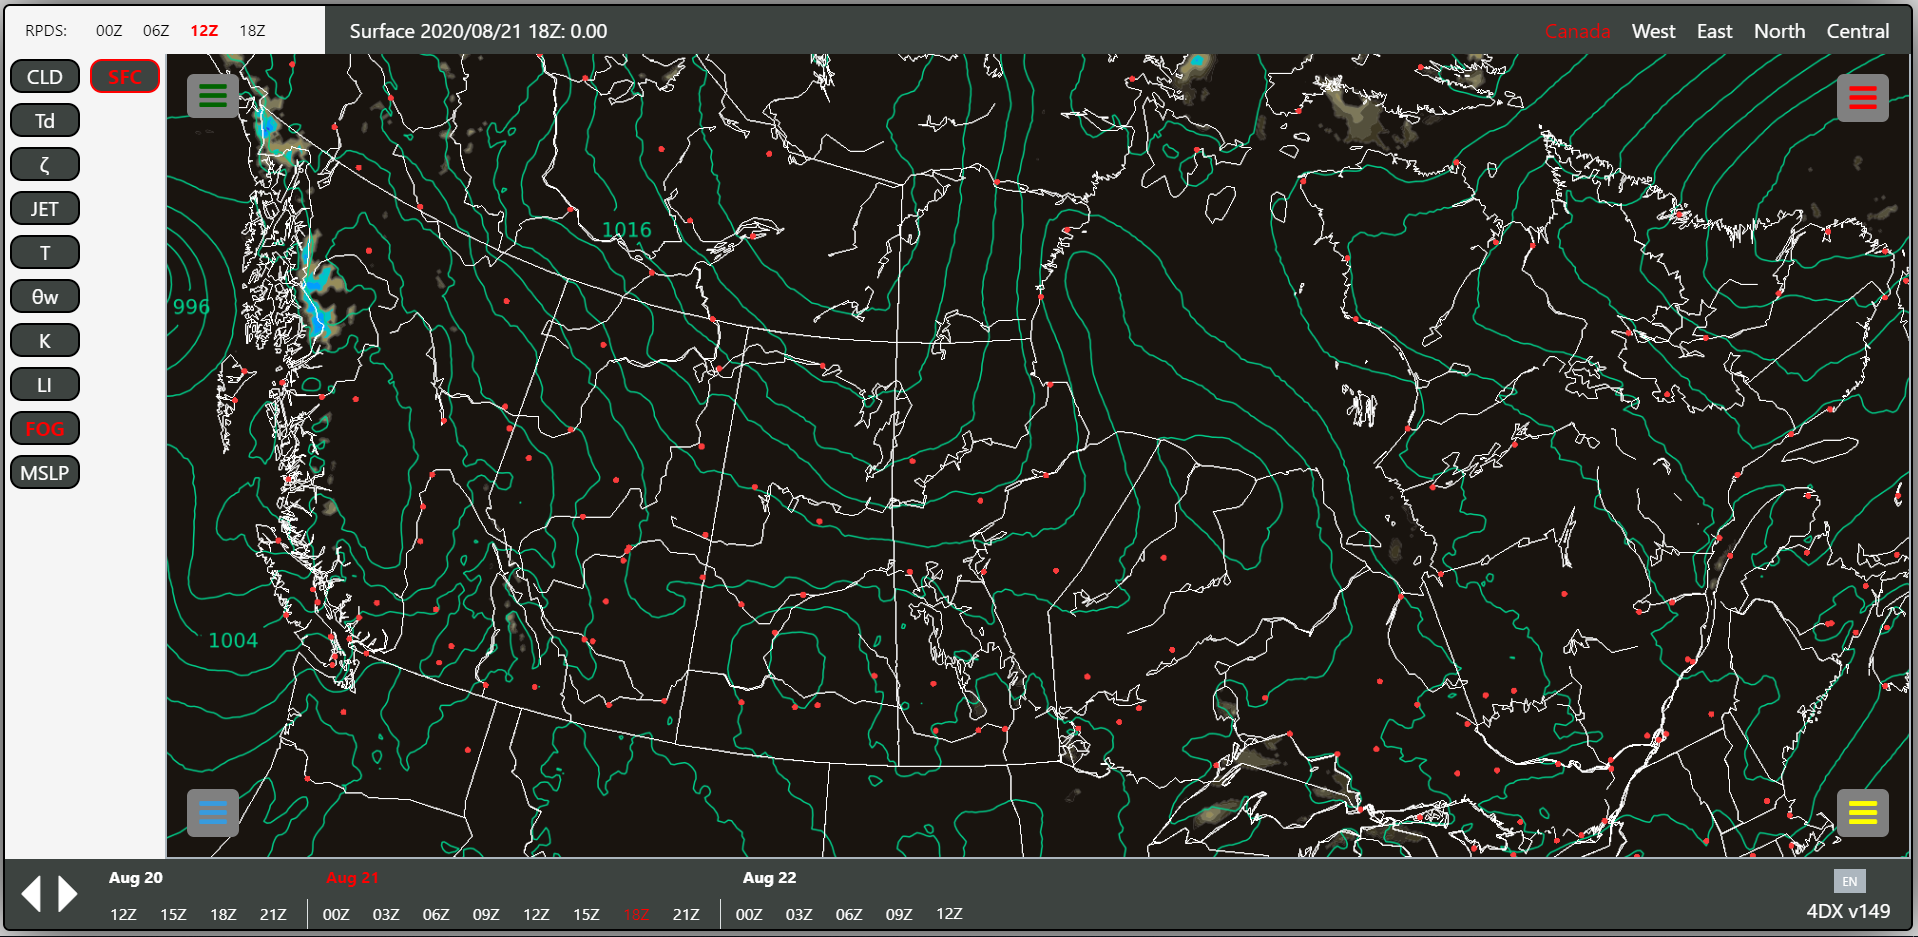 RPDS: 00Z 06Z 12Z 18Z
Surface 2020/08/21 18Z: 0.00
Canada West East North Central
CLD SFC
Td
ζ
JET
T
θw
K
LI
FOG
MSLP
1016
996
1004
Aug 20 Aug 21 Aug 22
12Z 15Z 18Z 21Z 00Z 03Z 06Z 09Z 12Z 15Z 18Z 21Z 00Z 03Z 06Z 09Z 12Z
EN
4DX v149